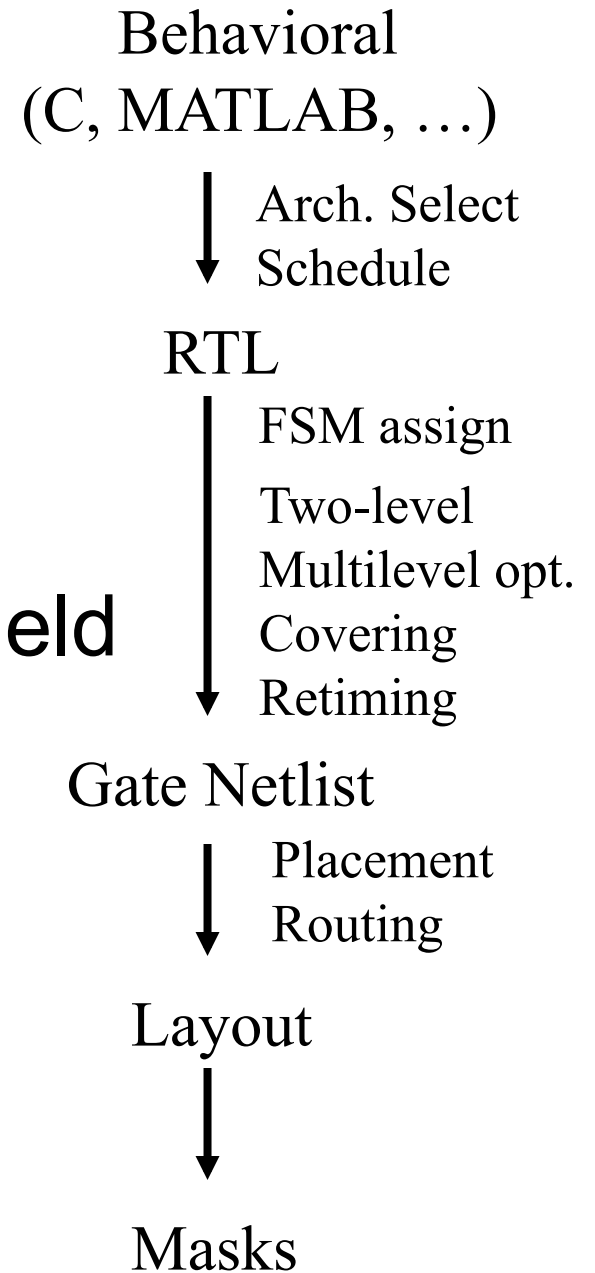 Behavioral
(C, MATLAB, …)
Arch. Select
Schedule
RTL
FSM assign
Two-level
Multilevel opt.
eld
Covering
Retiming
Gate Netlist
Placement
Routing
Layout
Masks